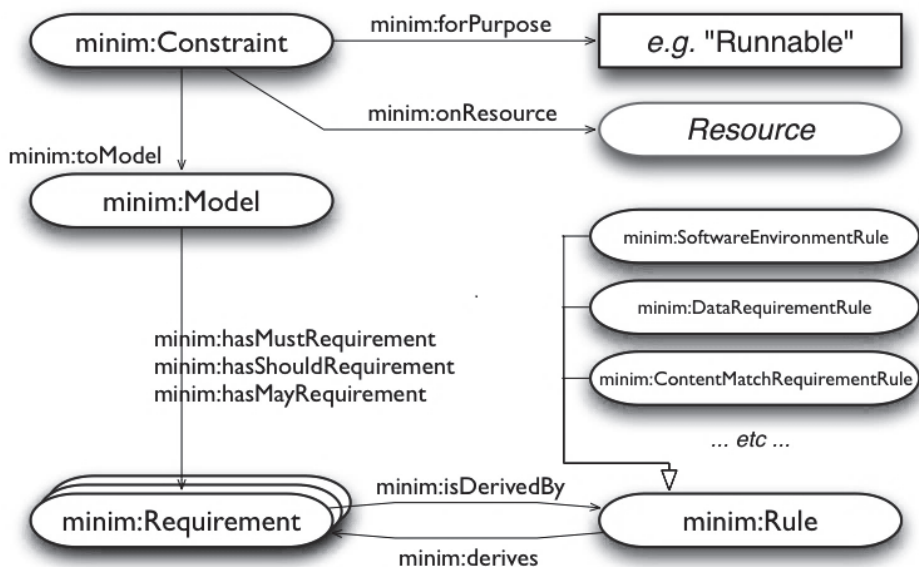 minim:Constraint
minim:forPurpose
e.g. "Runnable"
minim:onResource
Resource
minim:toModel
minim:Model
minim:SoftwareEnvironmentRule
minim:DataRequirementRule
minim:hasMustRequirement
minim:hasShouldRequirement
minim:hasMayRequirement
minim:ContentMatchRequirementRule
... etc ...
minim:isDerivedBy
minim:Requirement
minim:Rule
minim:derives